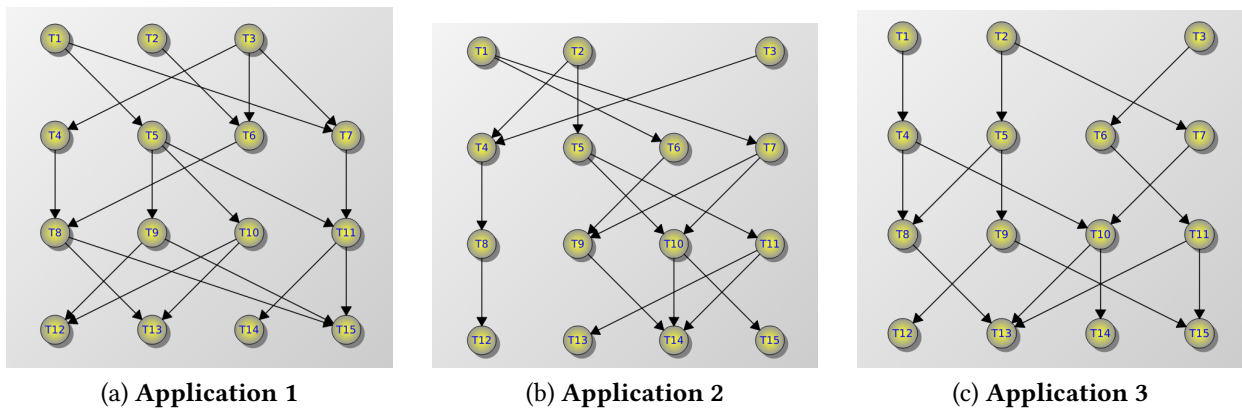 T1 T2 T3
T4 T5 T6 T7
T8 T9 T10 T11
T12 T13 T14 T15
(a) Application 1
T1 T2 T3
T4 T5 T6 T7
T8 T9 T10 T11
T12 T13 T14 T15
(b) Application 2
T1 T2 T3
T4 T5 T6 T7
T8 T9 T10 T11
T12 T13 T14 T15
(c) Application 3